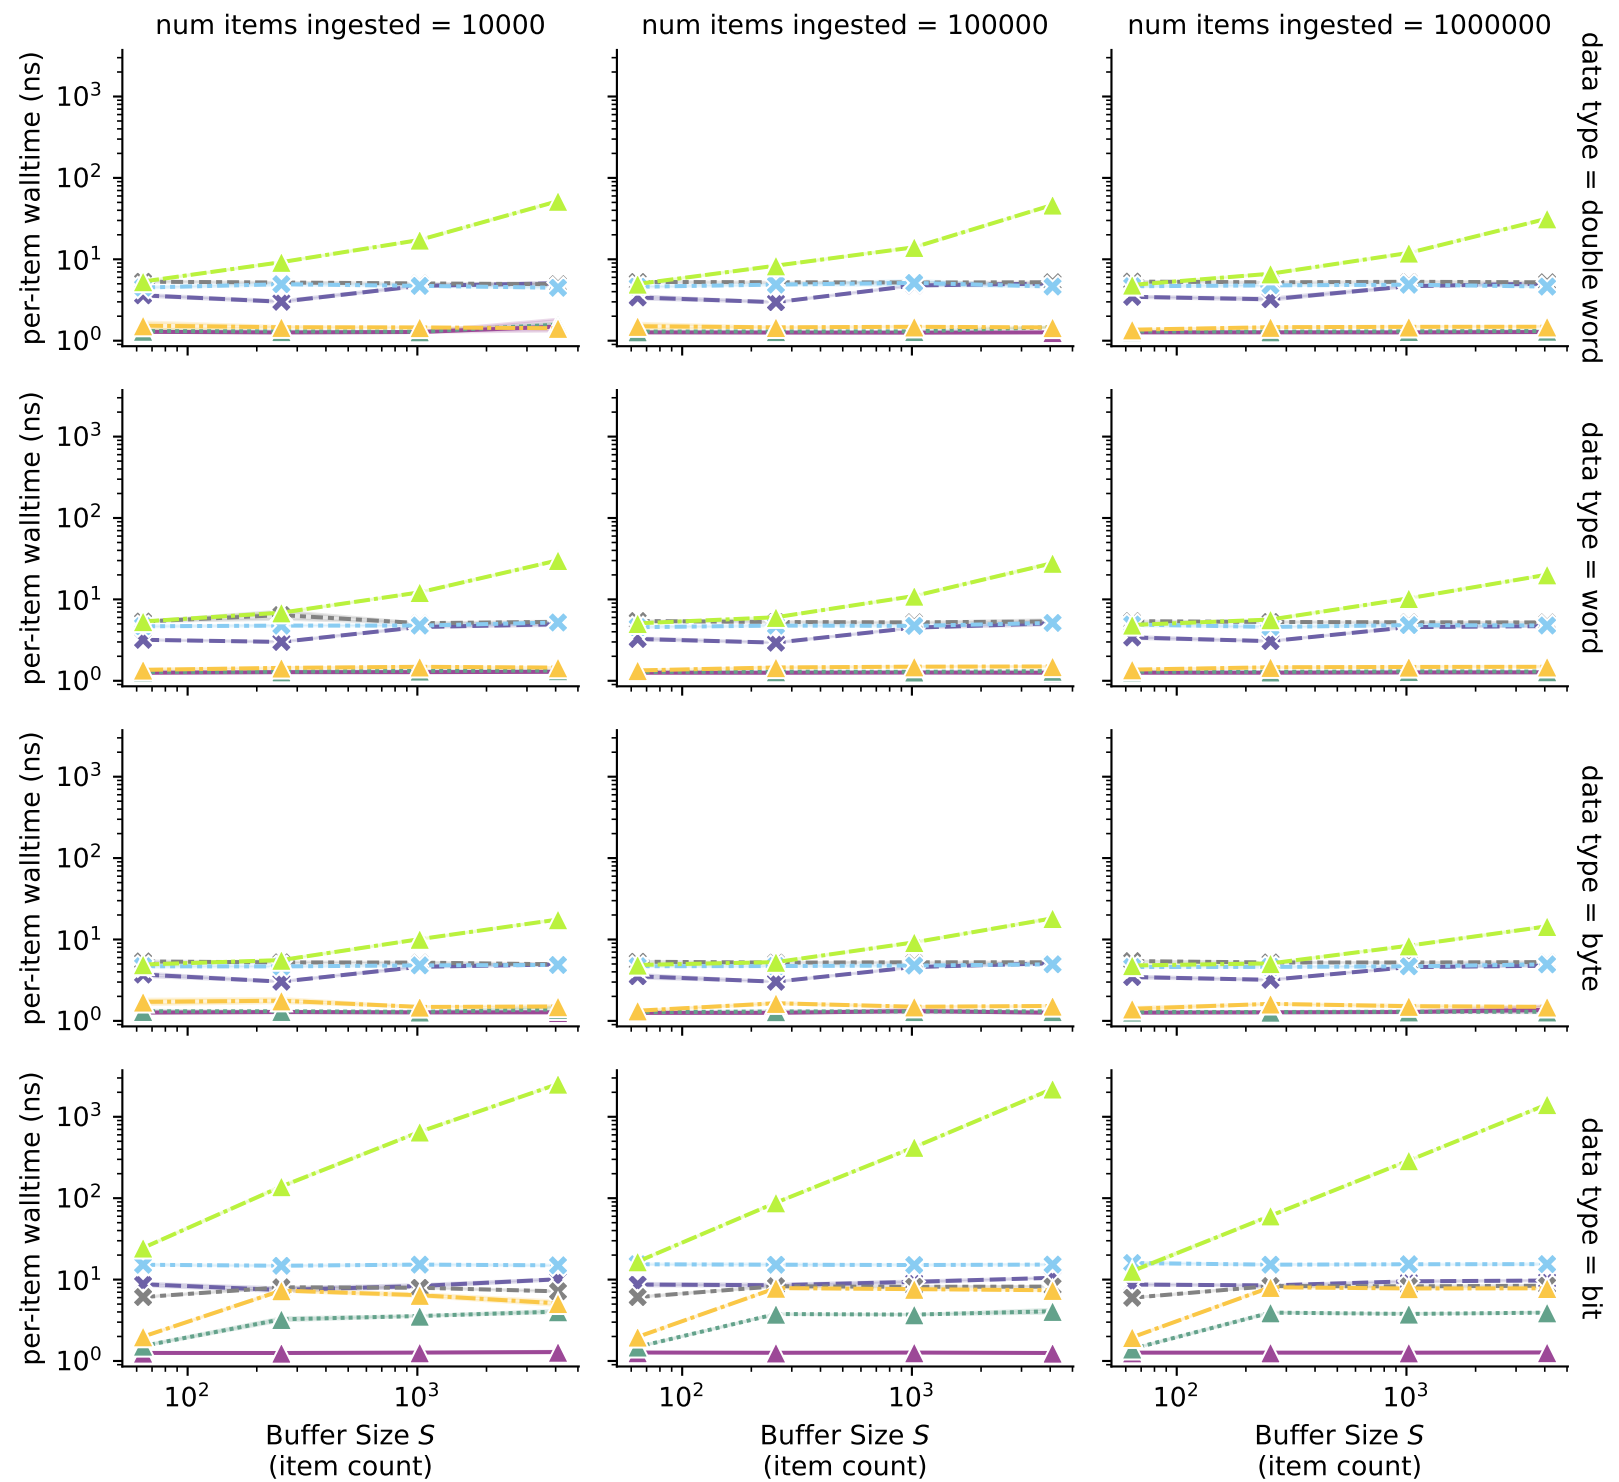 num items ingested = 10000
num items ingested = 100000
num items ingested = 1000000
per-item walltime (ns)
10³
10²
10¹
10⁰
data type = double word
per-item walltime (ns)
10³
10²
10¹
10⁰
data type = word
per-item walltime (ns)
10³
10²
10¹
10⁰
data type = byte
per-item walltime (ns)
10³
10²
10¹
10⁰
data type = bit
10² 10³
10² 10³
10² 10³
Buffer Size S
(item count)
Buffer Size S
(item count)
Buffer Size S
(item count)